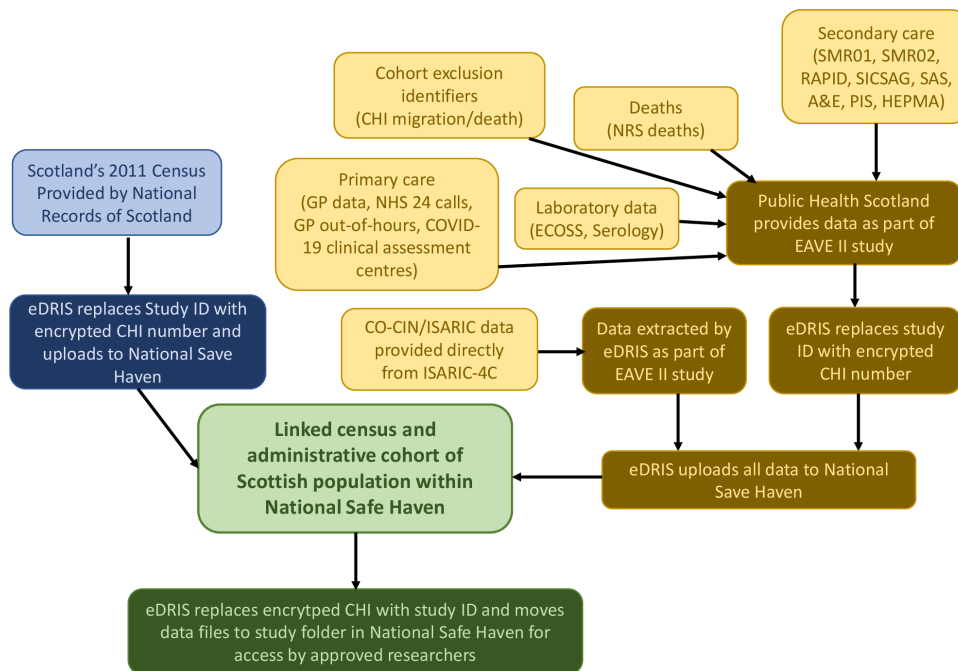 Secondary care
(SMR01, SMR02,
RAPID, SICSAG, SAS,
A&E, PIS, HEPMA)
Cohort exclusion
identifiers
(CHI migration/death)
Deaths
(NRS deaths)
Scotland's 2011 Census
Provided by National
Records of Scotland
Primary care
(GP data, NHS 24 calls,
GP out-of-hours, COVID-
19 clinical assessment
centres)
Laboratory data
(ECOSS, Serology)
Public Health Scotland
provides data as part of
EAVE II study
eDRIS replaces Study ID with
encrypted CHI number and
uploads to National Save
Haven
CO-CIN/ISARIC data
provided directly
from ISARIC-4C
Data extracted by
eDRIS as part of
EAVE II study
eDRIS replaces study
ID with encrypted
CHI number
Linked census and
administrative cohort of
Scottish population within
National Safe Haven
eDRIS uploads all data to National
Save Haven
eDRIS replaces encrytped CHI with study ID and moves
data files to study folder in National Safe Haven for
access by approved researchers